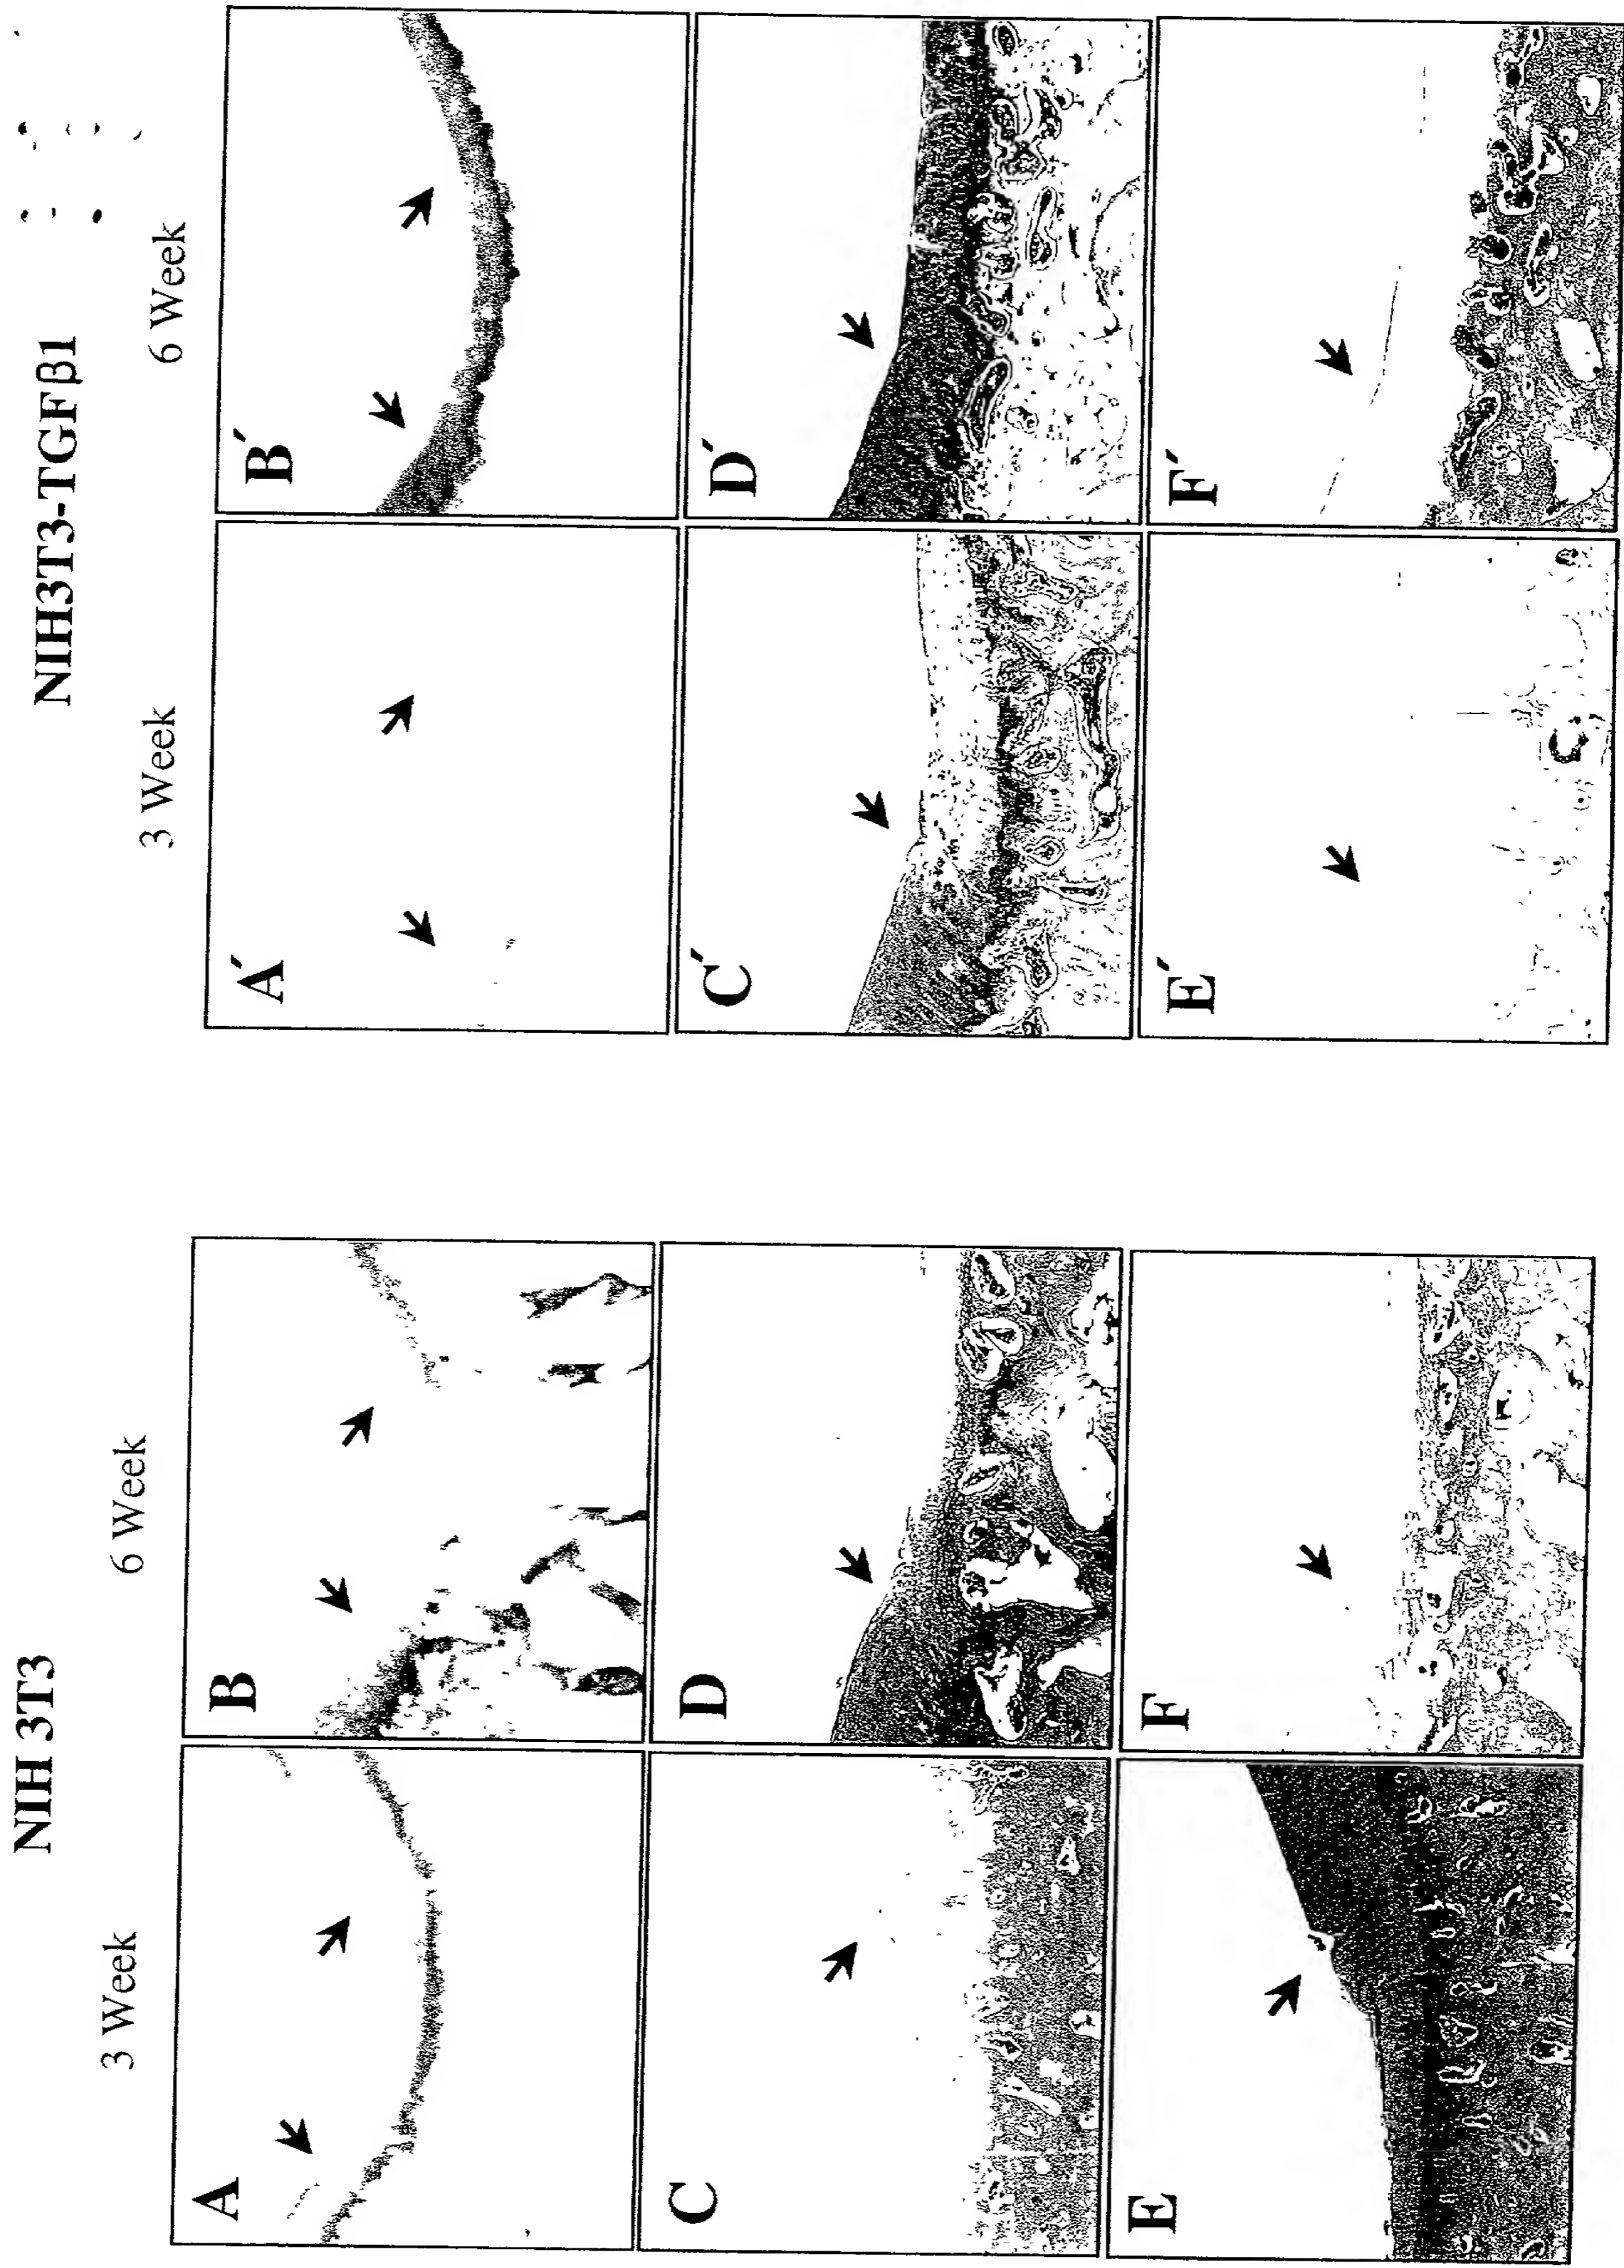 NIH 3T3
3 Week
6 Week
A
B
C
D
E
F
NIH3T3-TGFβ1
3 Week
6 Week
A´
B´
C´
D´
E´
F´